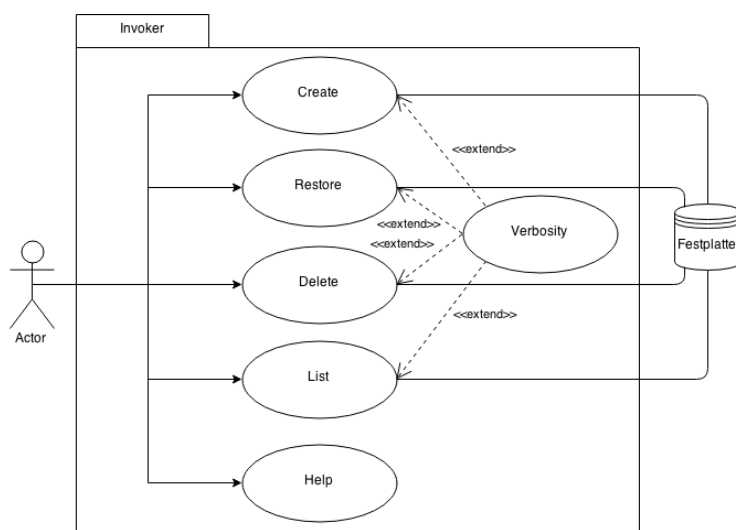 Invoker
Create
<<extend>>
Restore
<<extend>>
Verbosity
Festplatte
<<extend>>
Delete
Actor
<<extend>>
List
Help